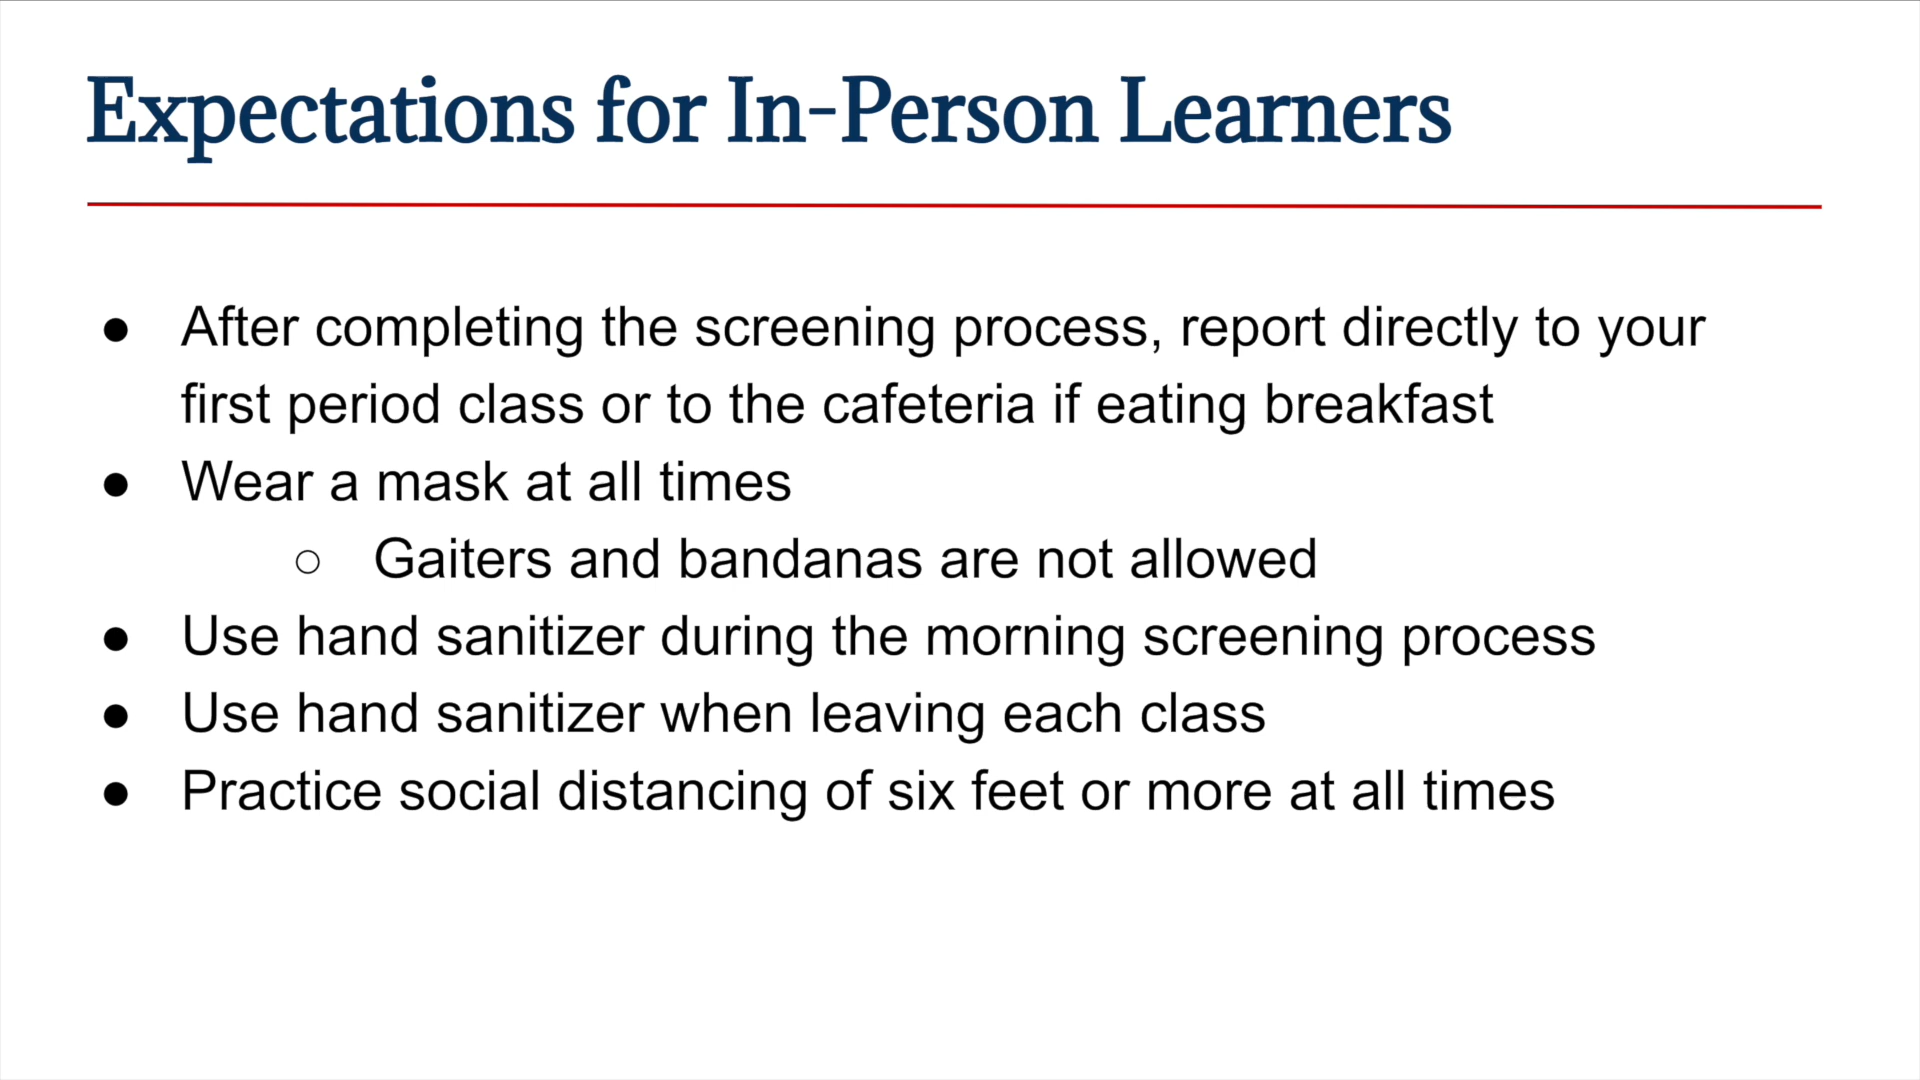 Expectations for In-Person Learners
● After completing the screening process, report directly to your
first period class or to the cafeteria if eating breakfast
● Wear a mask at all times
○ Gaiters and bandanas are not allowed
● Use hand sanitizer during the morning screening process
● Use hand sanitizer when leaving each class
● Practice social distancing of six feet or more at all times